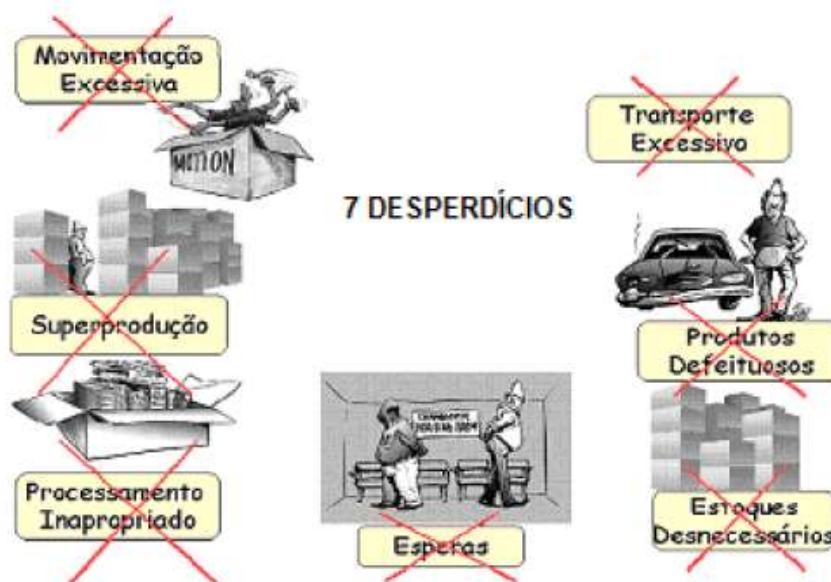 Movimentação
Excessiva
MOTION
Transporte
Excessivo
7 DESPERDÍCIOS
Superprodução
Produtos
Defeituosos
Processamento
Inapropriado
Esperas
Estoques
Desnecessários